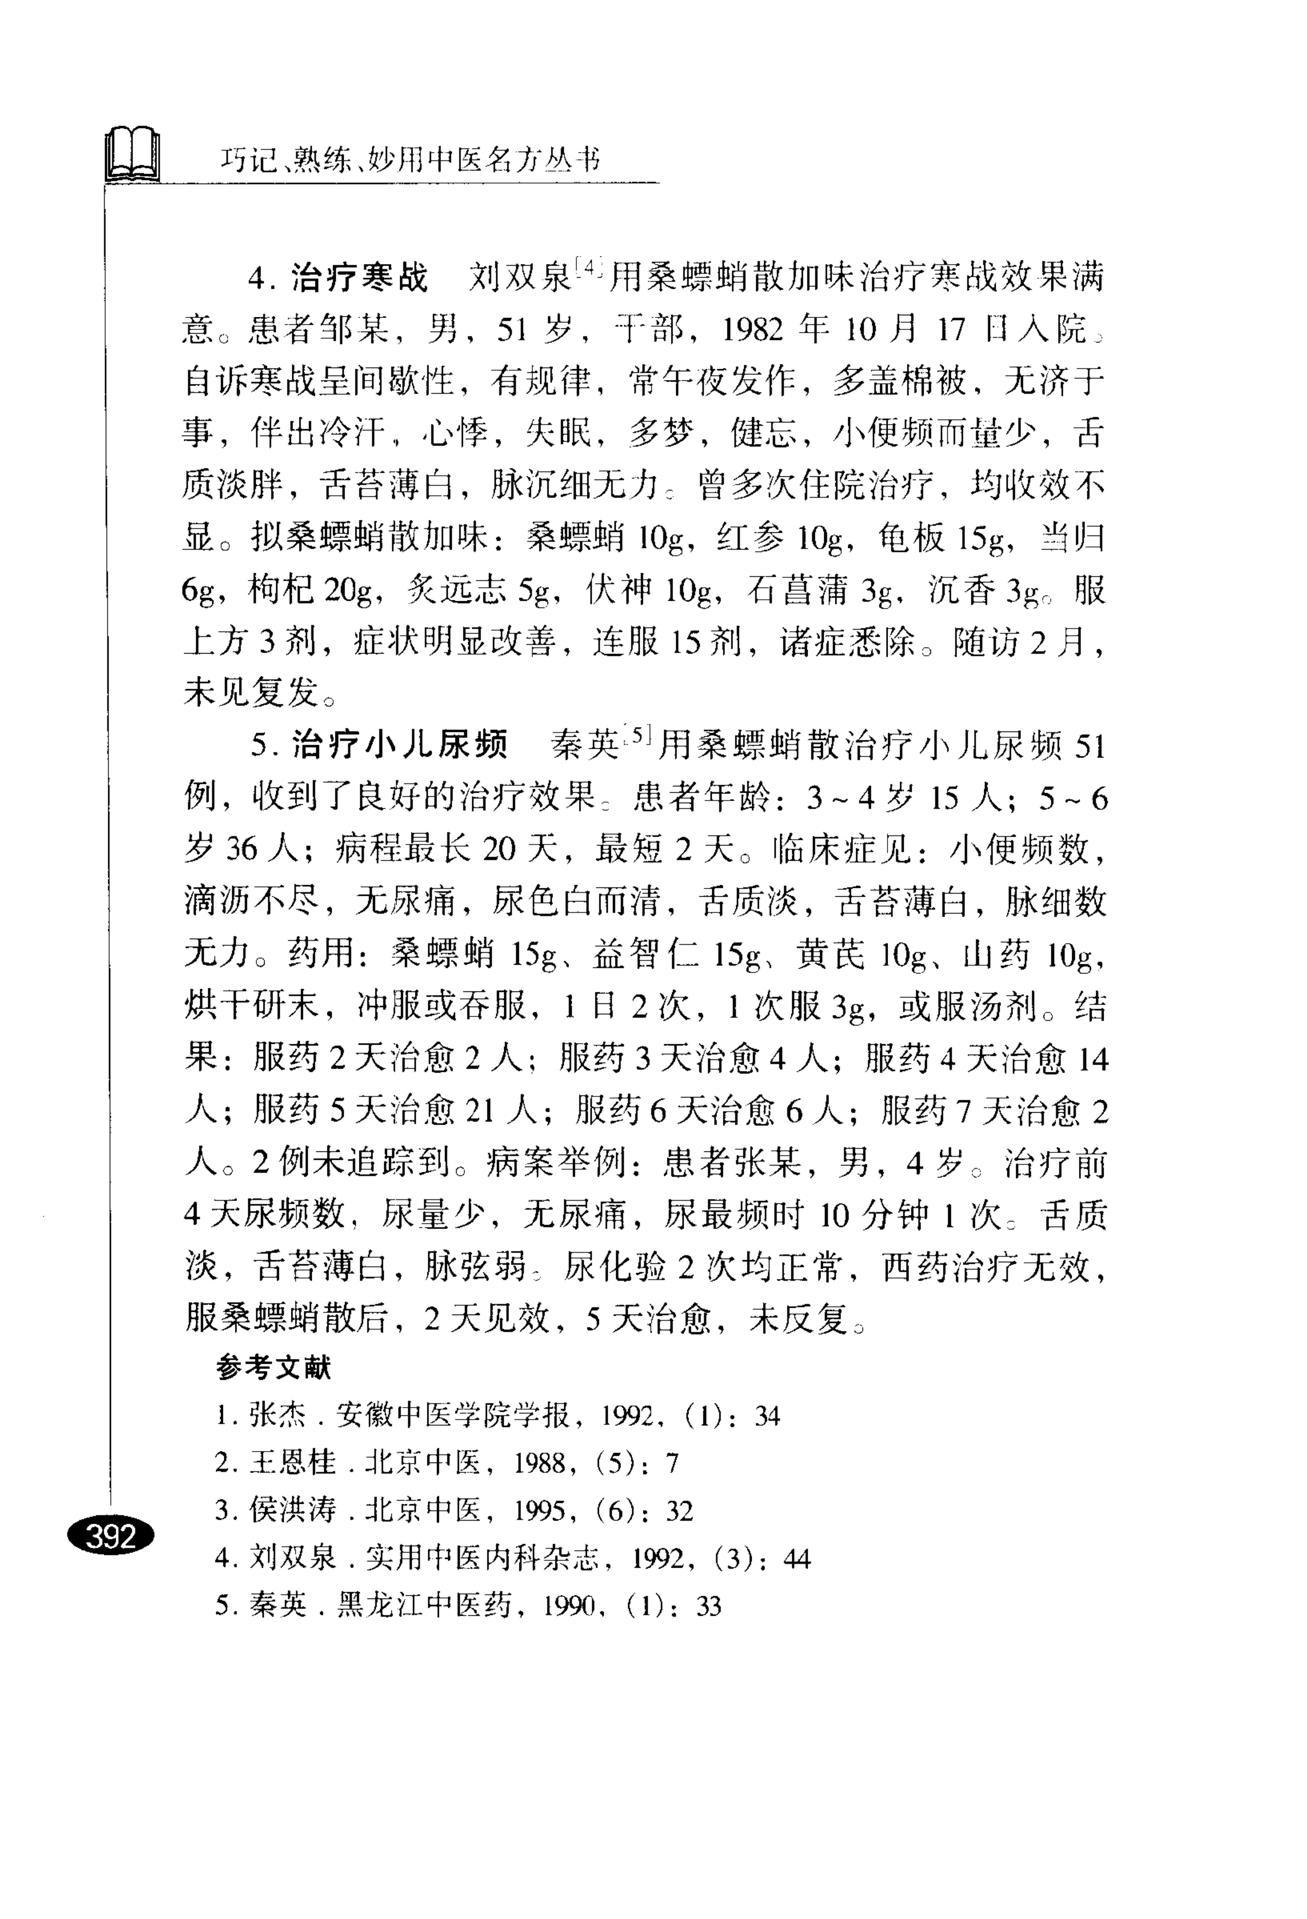 巧记、熟练、妙用中医名方丛书
4. 治疗寒战　刘双泉[4]用桑螵蛸散加味治疗寒战效果满
意。患者邹某，男，51 岁，干部，1982 年 10 月 17 日入院。
自诉寒战呈间歇性，有规律，常午夜发作，多盖棉被，无济于
事，伴出冷汗，心悸，失眠，多梦，健忘，小便频而量少，舌
质淡胖，舌苔薄白，脉沉细无力。曾多次住院治疗，均收效不
显。拟桑螵蛸散加味：桑螵蛸 10g，红参 10g，龟板 15g，当归
6g，枸杞 20g，炙远志 5g，伏神 10g，石菖蒲 3g，沉香 3g。服
上方 3 剂，症状明显改善，连服 15 剂，诸症悉除。随访 2 月，
未见复发。
5. 治疗小儿尿频　秦英[5]用桑螵蛸散治疗小儿尿频 51
例，收到了良好的治疗效果。患者年龄：3～4 岁 15 人；5～6
岁 36 人；病程最长 20 天，最短 2 天。临床症见：小便频数，
滴沥不尽，无尿痛，尿色白而清，舌质淡，舌苔薄白，脉细数
无力。药用：桑螵蛸 15g、益智仁 15g、黄芪 10g、山药 10g，
烘干研末，冲服或吞服，1 日 2 次，1 次服 3g，或服汤剂。结
果：服药 2 天治愈 2 人；服药 3 天治愈 4 人；服药 4 天治愈 14
人；服药 5 天治愈 21 人；服药 6 天治愈 6 人；服药 7 天治愈 2
人。2 例未追踪到。病案举例：患者张某，男，4 岁。治疗前
4 天尿频数，尿量少，无尿痛，尿最频时 10 分钟 1 次。舌质
淡，舌苔薄白，脉弦弱。尿化验 2 次均正常，西药治疗无效，
服桑螵蛸散后，2 天见效，5 天治愈，未反复。
参考文献
1. 张杰．安徽中医学院学报，1992，(1)：34
2. 王恩桂．北京中医，1988，(5)：7
3. 侯洪涛．北京中医，1995，(6)：32
4. 刘双泉．实用中医内科杂志，1992，(3)：44
5. 秦英．黑龙江中医药，1990，(1)：33
392